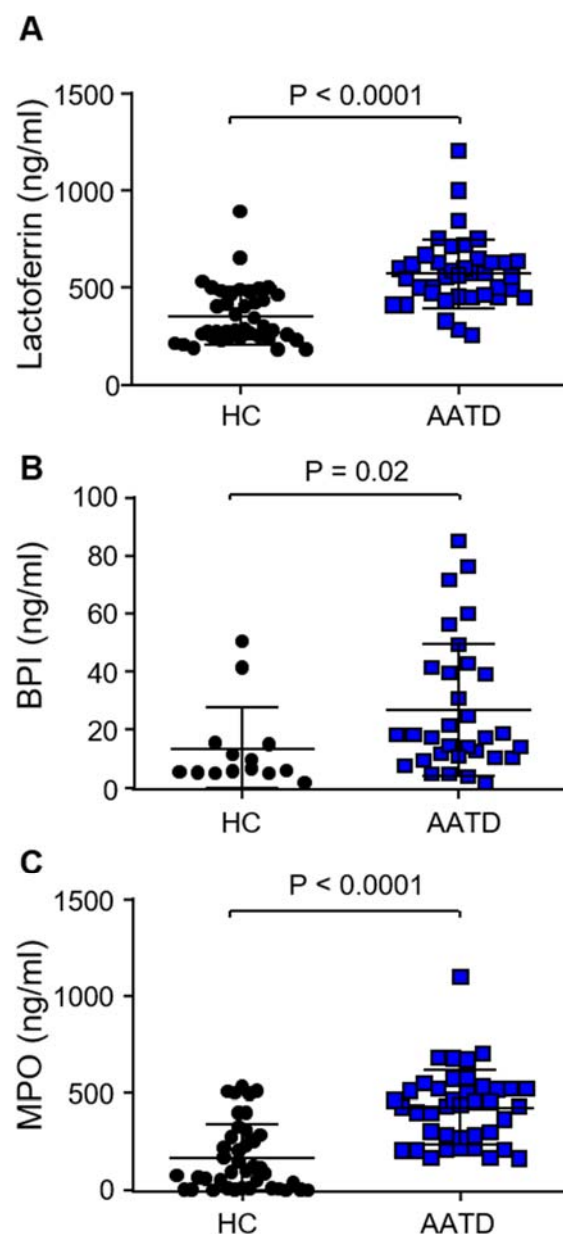 A
Lactoferrin (ng/ml)
P < 0.0001
1500
1000
500
0
HC
AATD
B
BPI (ng/ml)
P = 0.02
100
80
60
40
20
0
HC
AATD
C
MPO (ng/ml)
P < 0.0001
1500
1000
500
0
HC
AATD